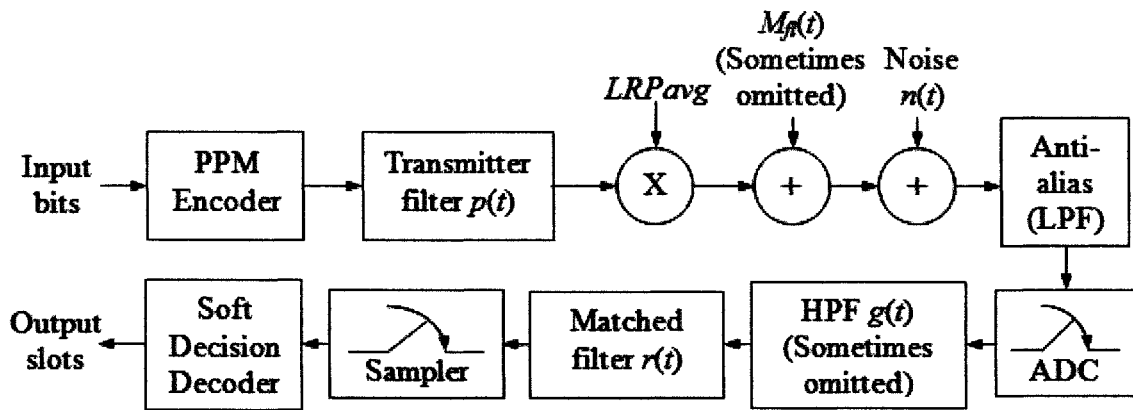 M_fl(t)
(Sometimes
omitted)
Noise
n(t)
LRPavg
Input
bits
PPM
Encoder
Transmitter
filter p(t)
X
+
+
Anti-
alias
(LPF)
Output
slots
Soft
Decision
Decoder
Sampler
Matched
filter r(t)
HPF g(t)
(Sometimes
omitted)
ADC